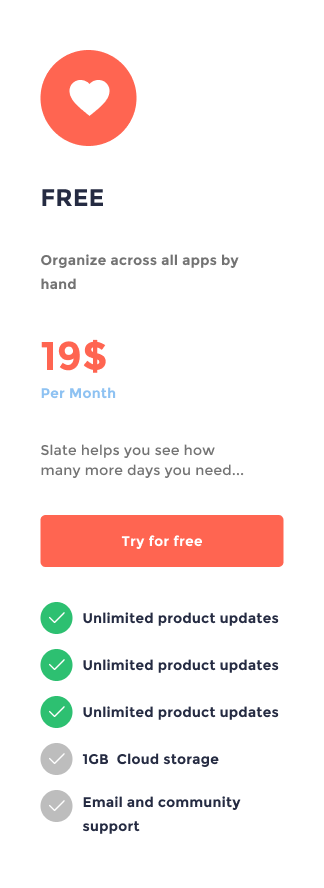 FREE
Organize across all apps by
hand
19$
Per Month
Slate helps you see how
many more days you need...
Try for free
Unlimited product updates
Unlimited product updates
Unlimited product updates
1GB  Cloud storage
Email and community
support